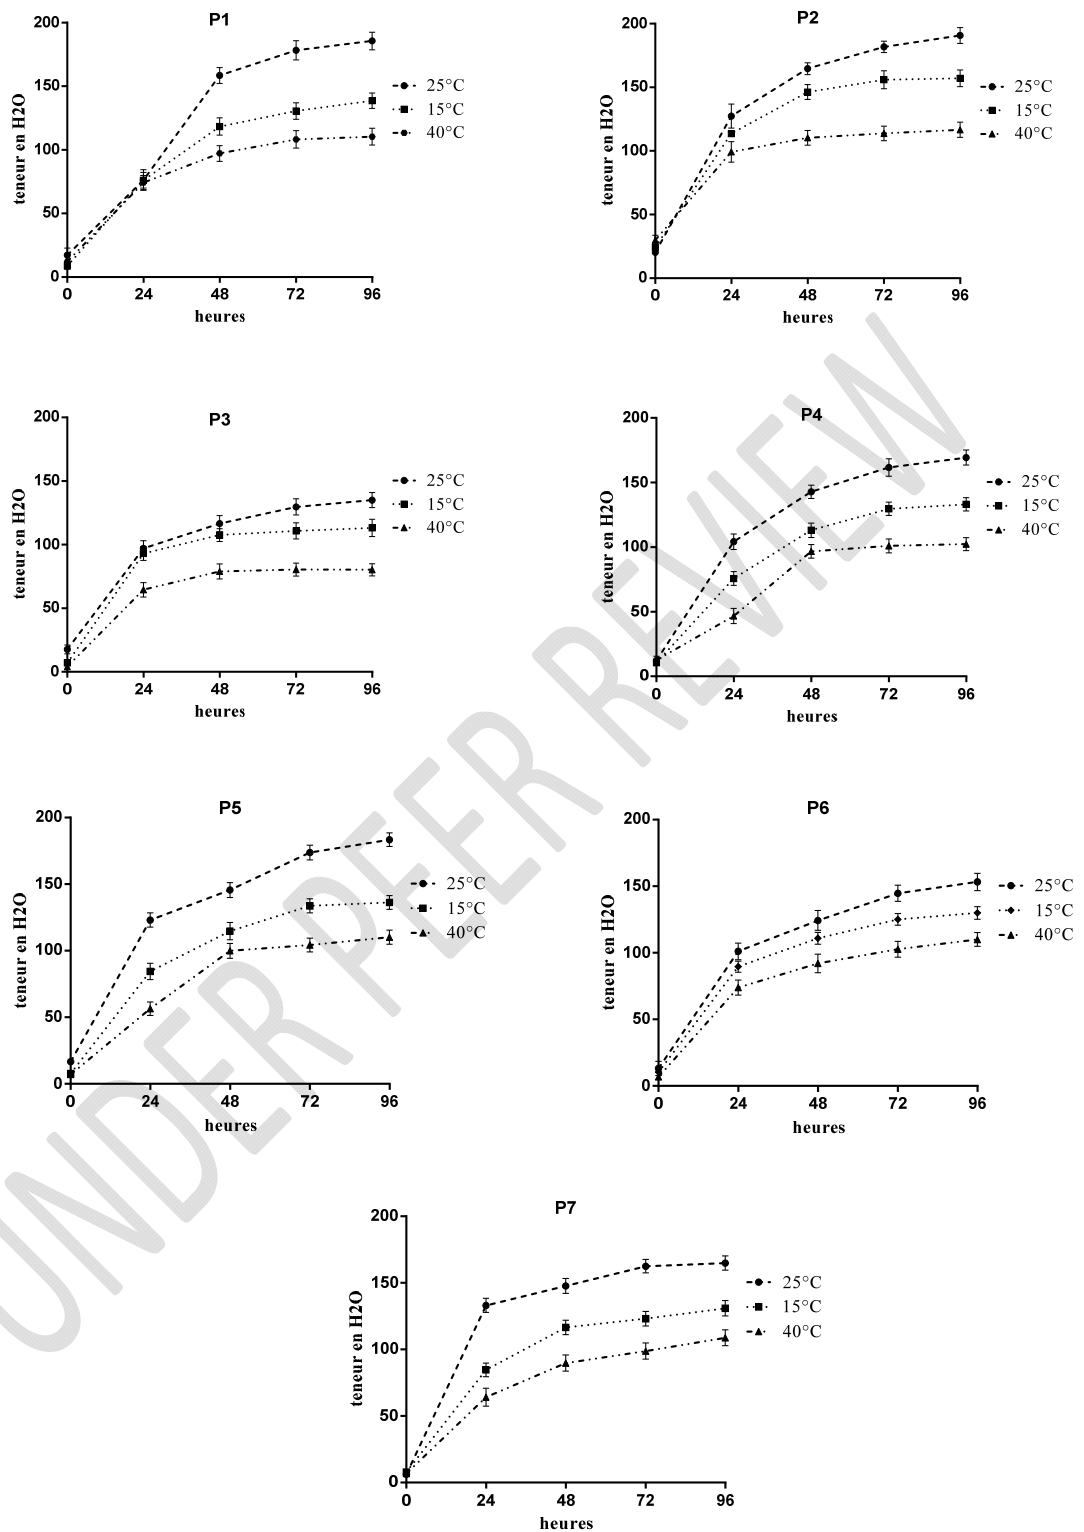 P1
200
150
100
50
0
teneur en H2O
0 24 48 72 96
heures
25°C
15°C
40°C
P2
200
150
100
50
0
teneur en H2O
0 24 48 72 96
heures
25°C
15°C
40°C
P3
200
150
100
50
0
teneur en H2O
0 24 48 72 96
heures
25°C
15°C
40°C
P4
200
150
100
50
0
teneur en H2O
0 24 48 72 96
heures
25°C
15°C
40°C
P5
200
150
100
50
0
teneur en H2O
0 24 48 72 96
heures
25°C
15°C
40°C
P6
200
150
100
50
0
teneur en H2O
0 24 48 72 96
heures
25°C
15°C
40°C
P7
200
150
100
50
0
teneur en H2O
0 24 48 72 96
heures
25°C
15°C
40°C
UNDER PEER REVIEW